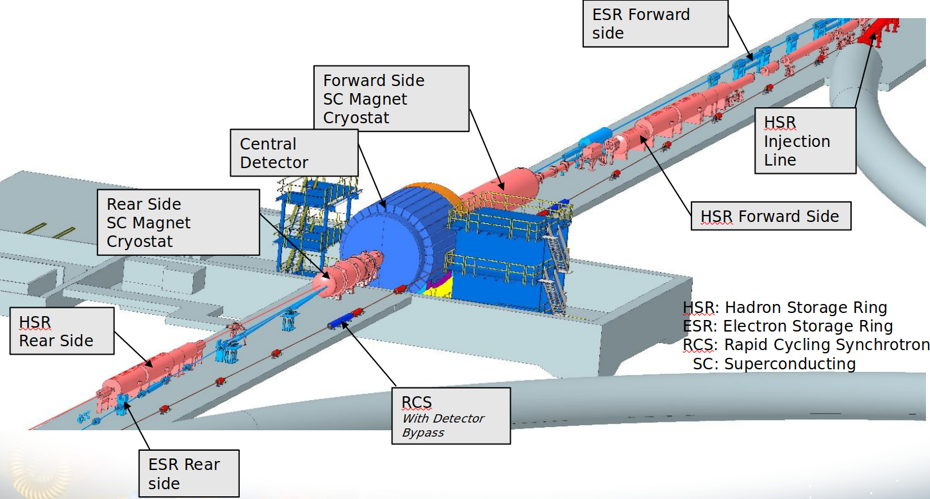 ESR Forward
side
Forward Side
SC Magnet
Cryostat
Central
Detector
HSR
Injection
Line
Rear Side
SC Magnet
Cryostat
HSR Forward Side
HSR
Rear Side
HSR: Hadron Storage Ring
ESR: Electron Storage Ring
RCS: Rapid Cycling Synchrotron
SC: Superconducting
RCS
With Detector
Bypass
ESR Rear
side